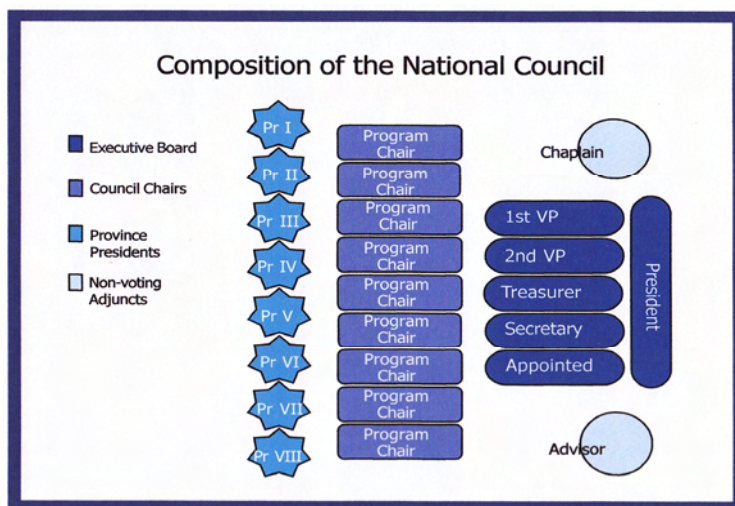 Composition of the National Council
Executive Board
Council Chairs
Province
Presidents
Non-voting
Adjuncts
Pr I
Pr II
Pr III
Pr IV
Pr V
Pr VI
Pr VII
Pr VIII
Program
Chair
Program
Chair
Program
Chair
Program
Chair
Program
Chair
Program
Chair
Program
Chair
Program
Chair
Program
Chair
Chaplain
1st VP
2nd VP
Treasurer
Secretary
Appointed
President
Advisor